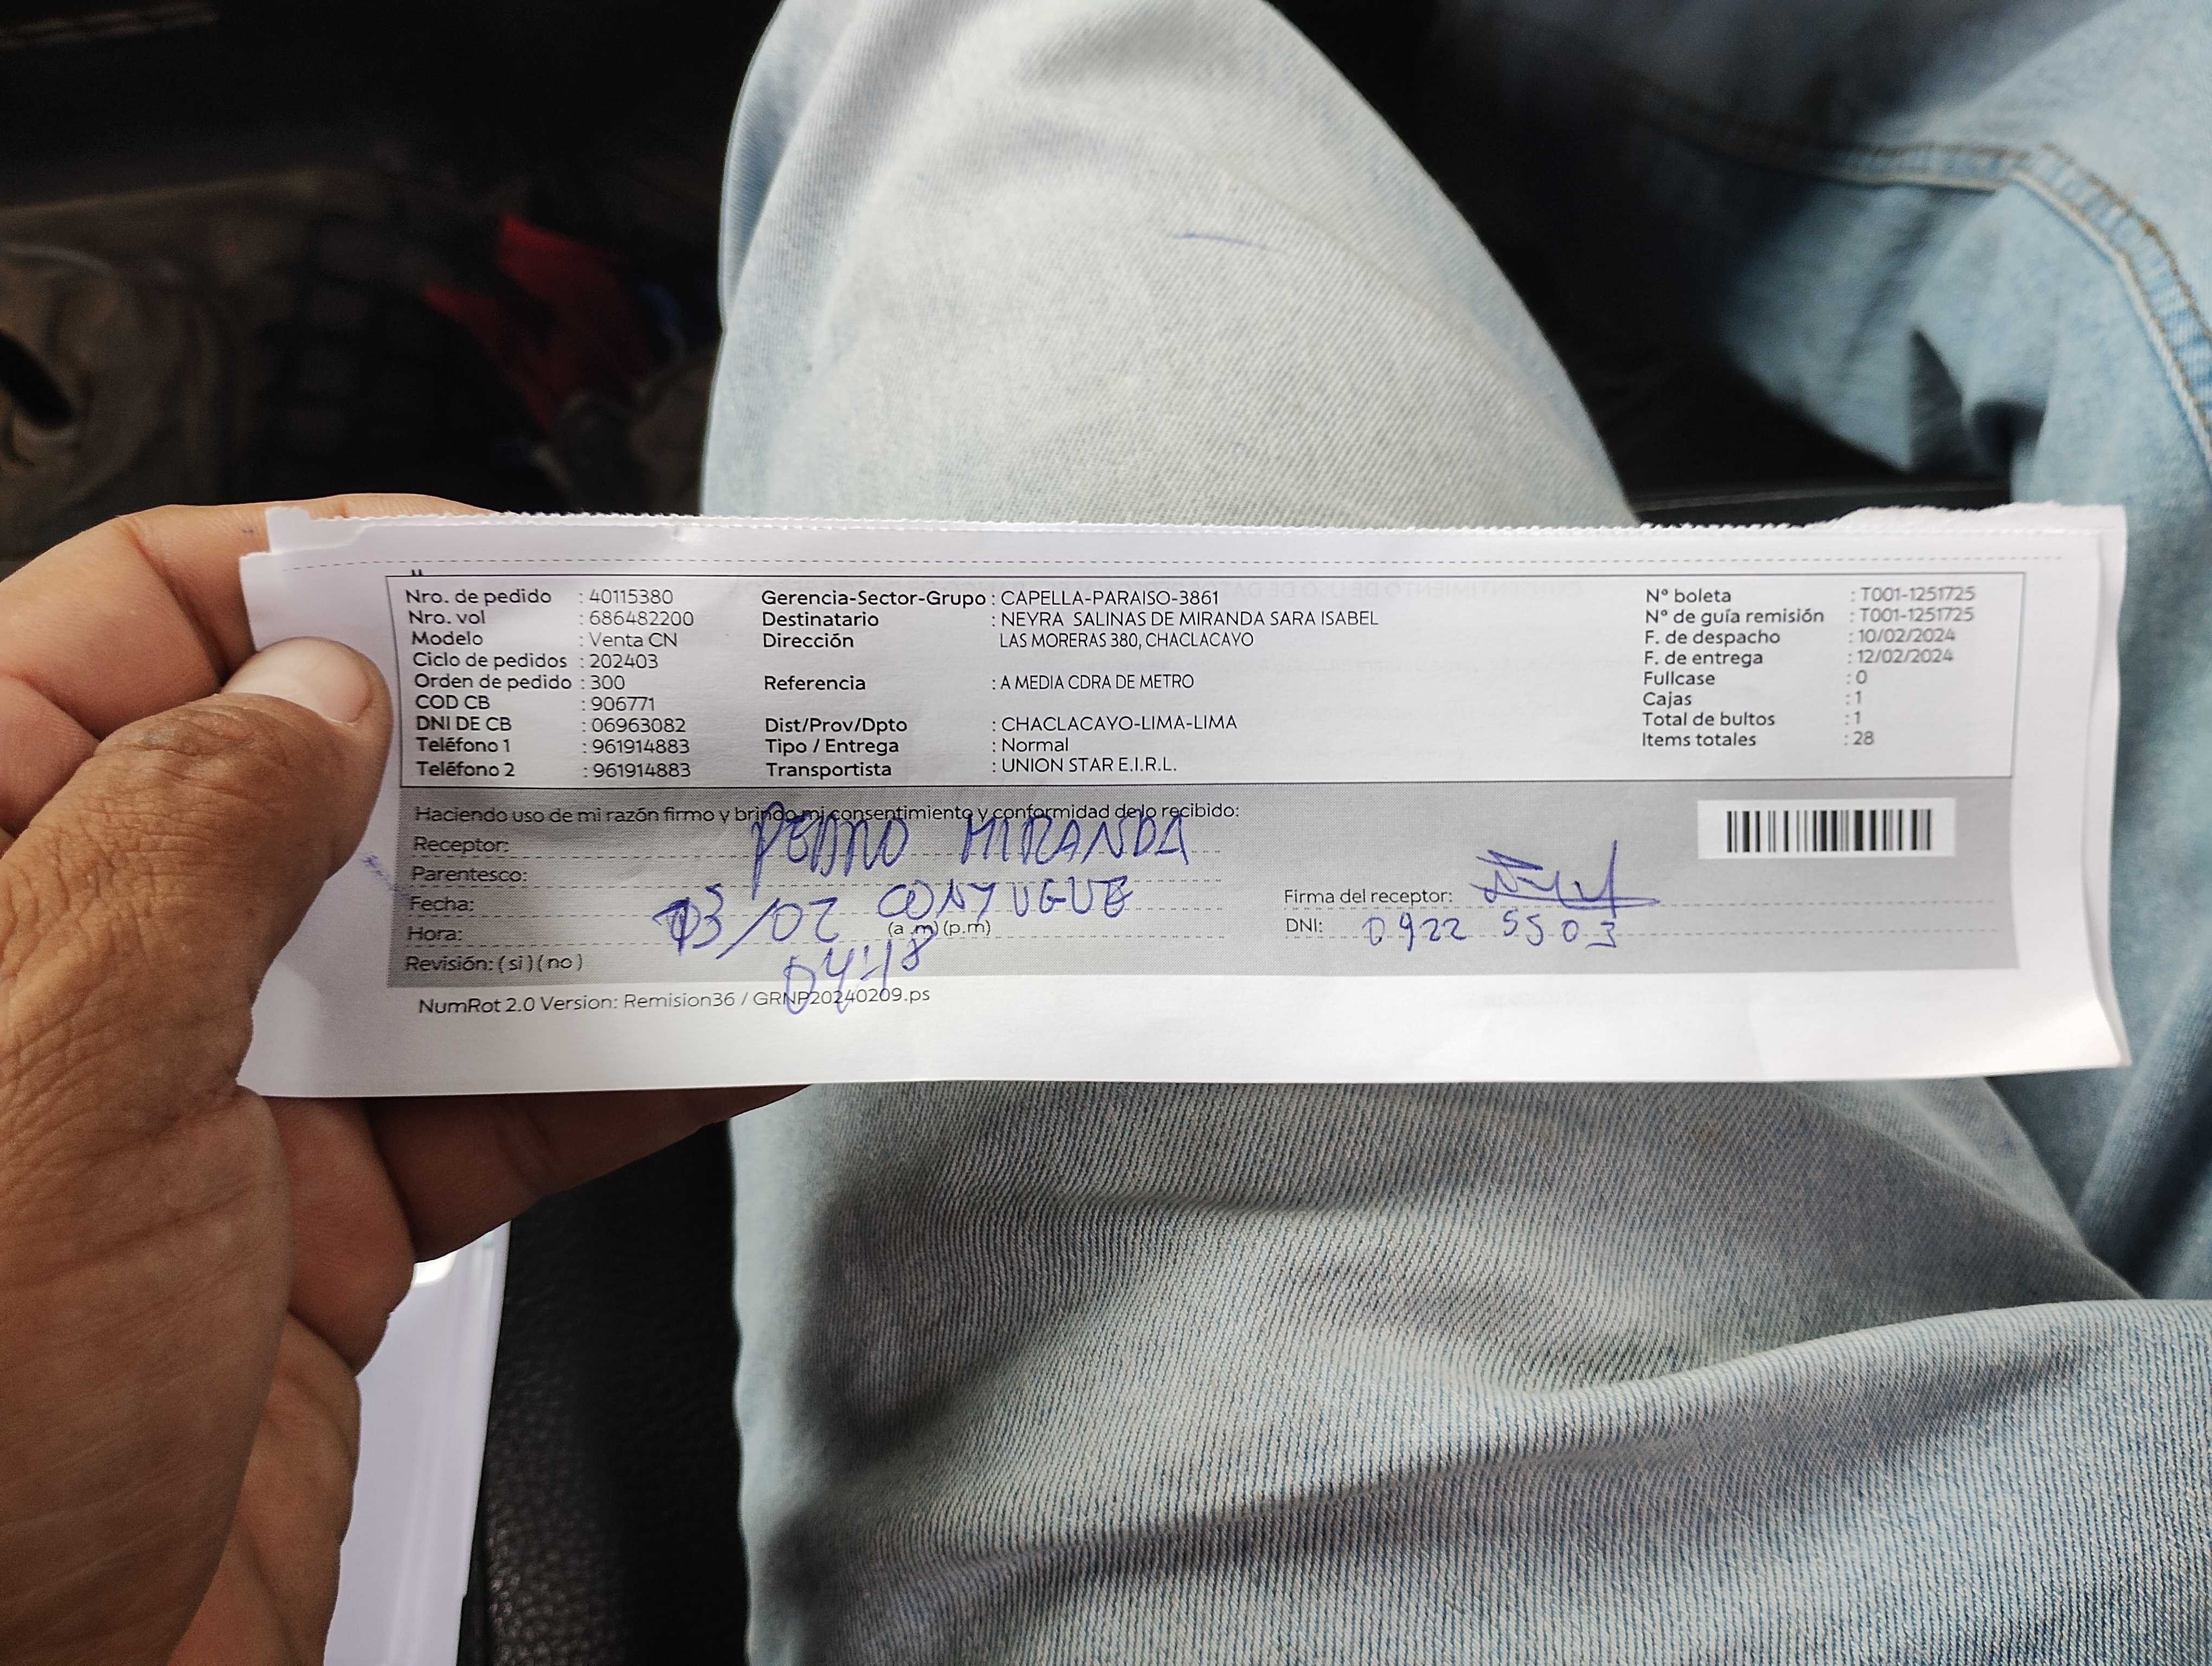 Nro. de pedido : 40115380 Gerencia-Sector-Grupo : CAPELLA-PARAISO-3861 Nº boleta : T001-1251725
Nro. vol : 686482200 Destinatario : NEYRA SALINAS DE MIRANDA SARA ISABEL Nº de guía remisión : T001-1251725
Modelo : Venta CN Dirección LAS MORERAS 380, CHACLACAYO F. de despacho : 10/02/2024
Ciclo de pedidos : 202403 F. de entrega : 12/02/2024
Orden de pedido : 300 Referencia : A MEDIA CDRA DE METRO Fullcase : 0
COD CB : 906771 Cajas : 1
DNI DE CB : 06963082 Dist/Prov/Dpto : CHACLACAYO-LIMA-LIMA Total de bultos : 1
Teléfono 1 : 961914883 Tipo / Entrega : Normal Items totales : 28
Teléfono 2 : 961914883 Transportista : UNION STAR E.I.R.L.
Haciendo uso de mi razón firmo y brindo mi consentimiento y conformidad de lo recibido:
Receptor: PEDRO MIRANDA
Parentesco: CONYUGUE
Fecha: 13/02 Firma del receptor:
Hora: (a .m) (p.m) 04:18 DNI: 0922 5503
Revisión: ( si ) ( no )
NumRot 2.0 Version: Remision36 / GRNP20240209.ps